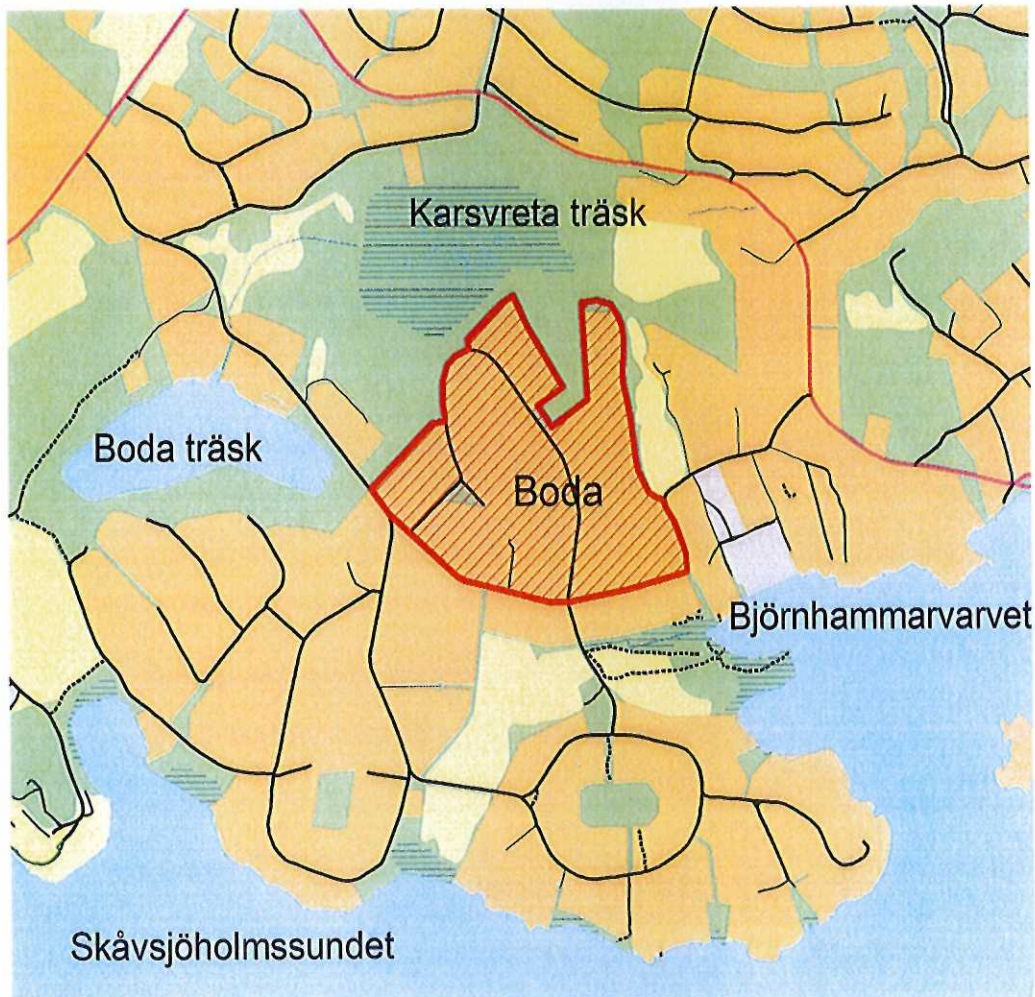 Karsvreta träsk
Boda träsk
Boda
Björnhammarvarvet
Skåvsjöholmssundet